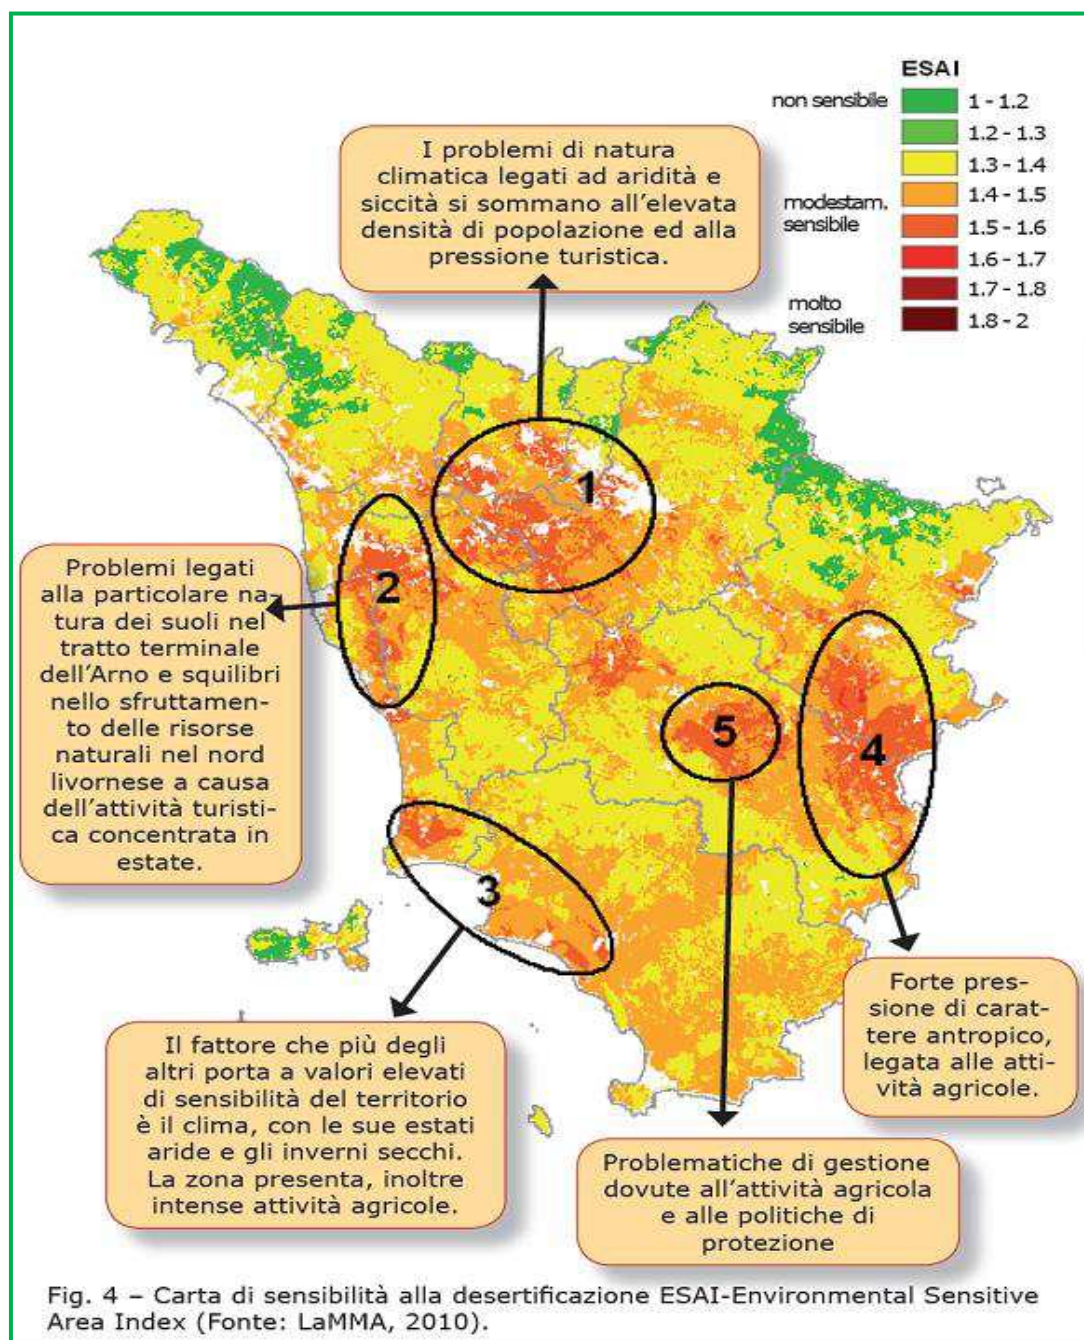 ESAI
non sensibile
1 - 1.2
1.2 - 1.3
1.3 - 1.4
1.4 - 1.5
modestam.
sensibile
1.5 - 1.6
1.6 - 1.7
1.7 - 1.8
molto
sensibile
1.8 - 2
I problemi di natura
climatica legati ad aridità e
siccità si sommano all'elevata
densità di popolazione ed alla
pressione turistica.
1
2
Problemi legati
alla particolare na-
tura dei suoli nel
tratto terminale
dell'Arno e squilibri
nello sfruttamen-
to delle risorse
naturali nel nord
livornese a causa
dell'attività turisti-
ca concentrata in
estate.
5
4
3
Il fattore che più degli
altri porta a valori elevati
di sensibilità del territorio
è il clima, con le sue estati
aride e gli inverni secchi.
La zona presenta, inoltre
intense attività agricole.
Forte pres-
sione di carat-
tere antropico,
legata alle atti-
vità agricole.
Problematiche di gestione
dovute all'attività agricola
e alle politiche di
protezione
Fig. 4 – Carta di sensibilità alla desertificazione ESAI-Environmental Sensitive
Area Index (Fonte: LaMMA, 2010).